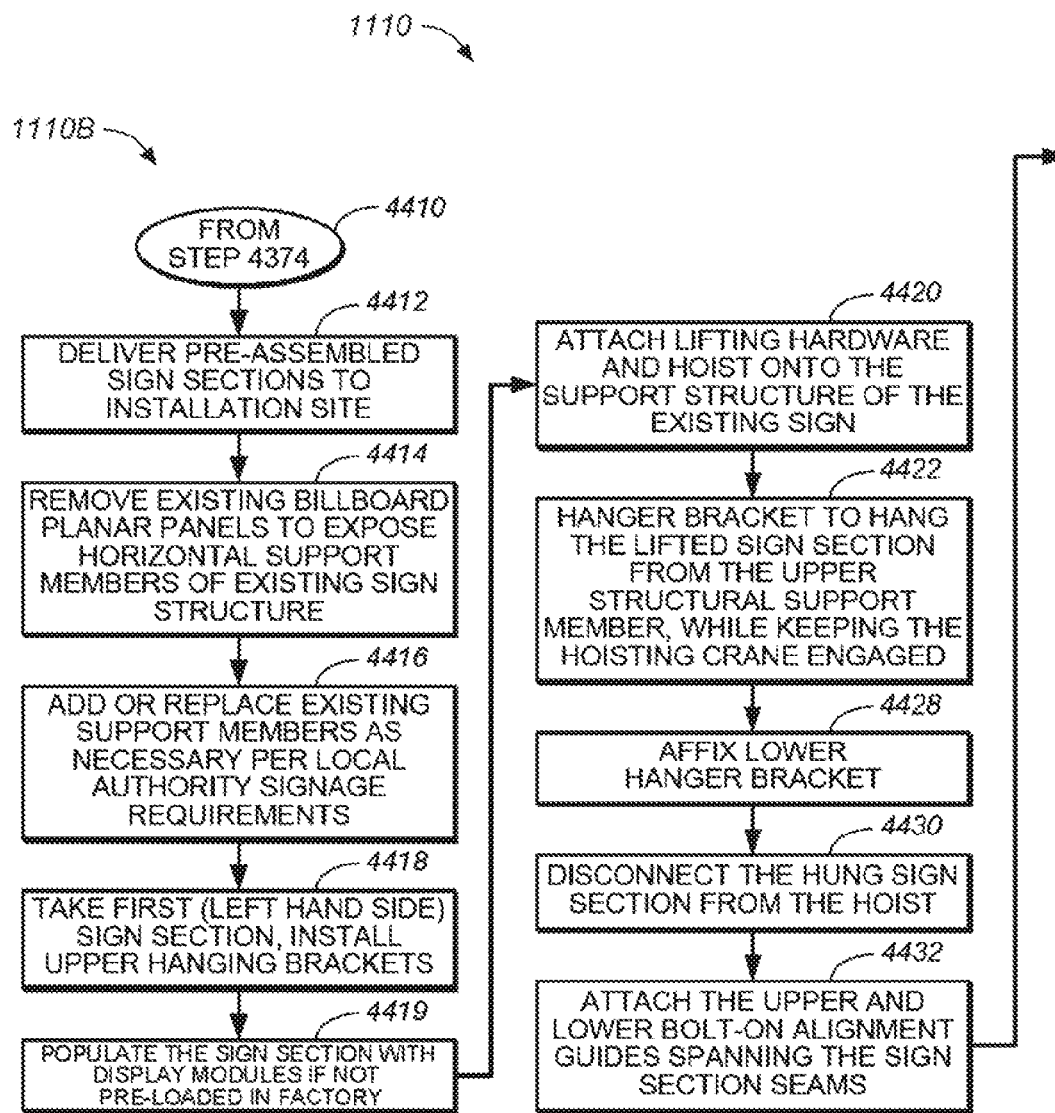 1110
1110B
4410
FROM
STEP 4374
4412
DELIVER PRE-ASSEMBLED
SIGN SECTIONS TO
INSTALLATION SITE
4414
REMOVE EXISTING BILLBOARD
PLANAR PANELS TO EXPOSE
HORIZONTAL SUPPORT
MEMBERS OF EXISTING SIGN
STRUCTURE
4416
ADD OR REPLACE EXISTING
SUPPORT MEMBERS AS
NECESSARY PER LOCAL
AUTHORITY SIGNAGE
REQUIREMENTS
4418
TAKE FIRST (LEFT HAND SIDE)
SIGN SECTION, INSTALL
UPPER HANGING BRACKETS
4419
POPULATE THE SIGN SECTION WITH
DISPLAY MODULES IF NOT
PRE-LOADED IN FACTORY
4420
ATTACH LIFTING HARDWARE
AND HOIST ONTO THE
SUPPORT STRUCTURE OF THE
EXISTING SIGN
4422
HANGER BRACKET TO HANG
THE LIFTED SIGN SECTION
FROM THE UPPER
STRUCTURAL SUPPORT
MEMBER, WHILE KEEPING THE
HOISTING CRANE ENGAGED
4428
AFFIX LOWER
HANGER BRACKET
4430
DISCONNECT THE HUNG SIGN
SECTION FROM THE HOIST
4432
ATTACH THE UPPER AND
LOWER BOLT-ON ALIGNMENT
GUIDES SPANNING THE SIGN
SECTION SEAMS